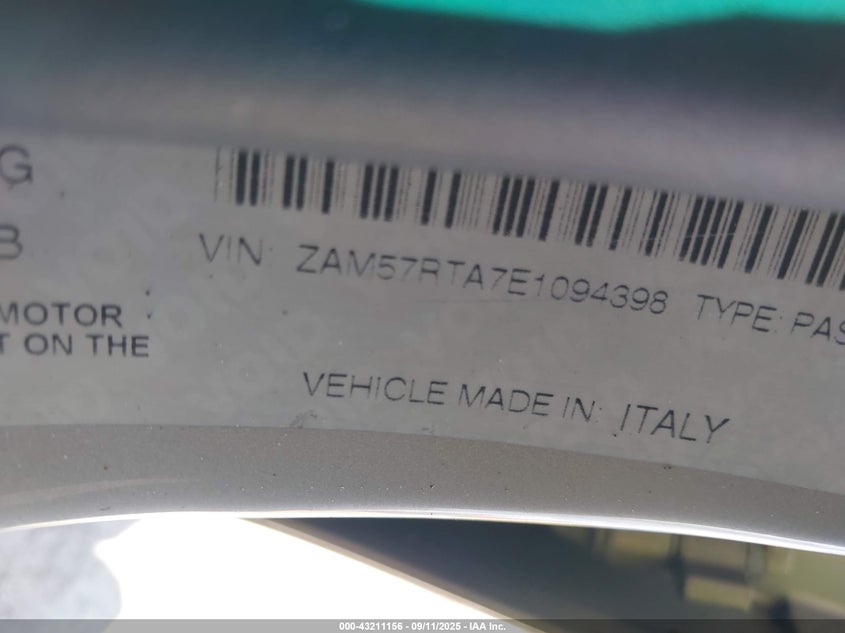 G
B
VIN: ZAM57RTA7E1094398 TYPE: PAS
MOTOR
T ON THE
VEHICLE MADE IN: ITALY
000-43211156 - 09/11/2025 - IAA Inc.